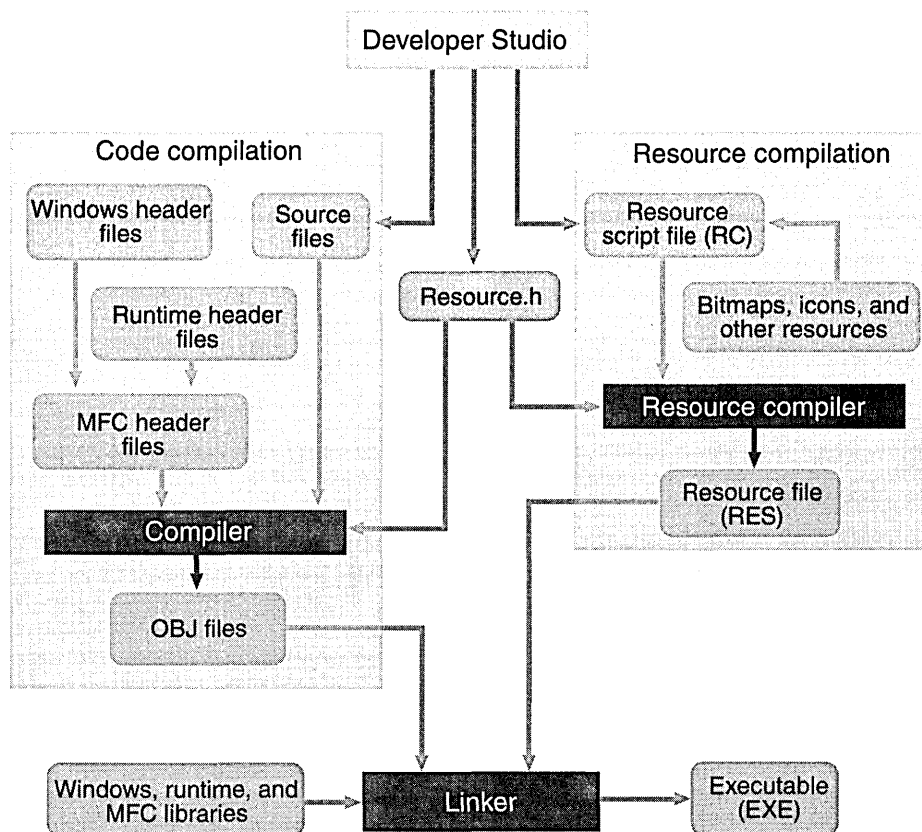 Developer Studio
Code compilation
Windows header
files
Source
files
Runtime header
files
MFC header
files
Compiler
OBJ files
Resource.h
Resource compilation
Resource
script file (RC)
Bitmaps, icons, and
other resources
Resource compiler
Resource file
(RES)
Windows, runtime, and
MFC libraries
Linker
Executable
(EXE)